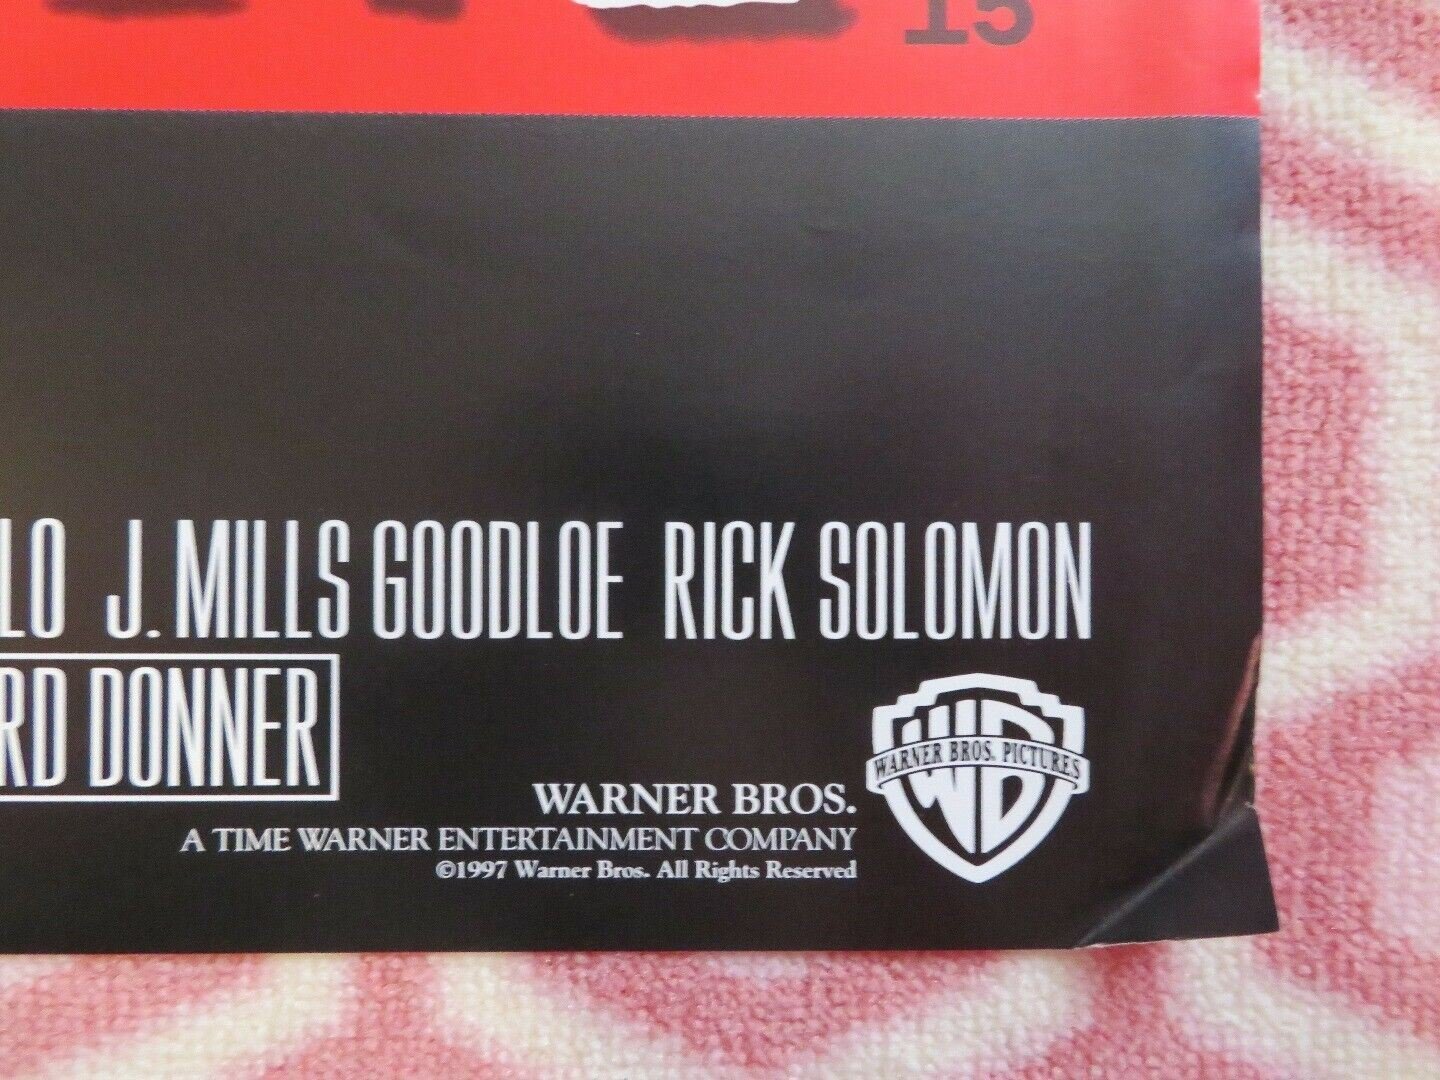 15
LO J. MILLS GOODLOE RICK SOLOMON
RD DONNER
WARNER BROS. PICTURES
WB
WARNER BROS.
A TIME WARNER ENTERTAINMENT COMPANY
©1997 Warner Bros. All Rights Reserved